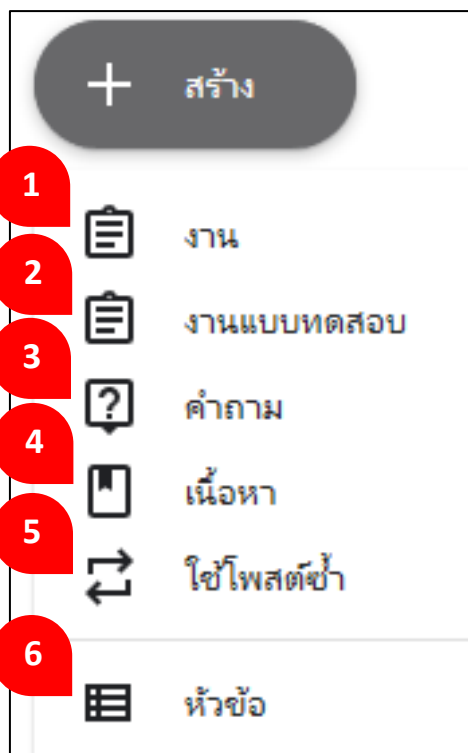 สร้าง
1
งาน
2
งานแบบทดสอบ
3
คำถาม
4
เนื้อหา
5
ใช้โพสต์ซ้ำ
6
หัวข้อ